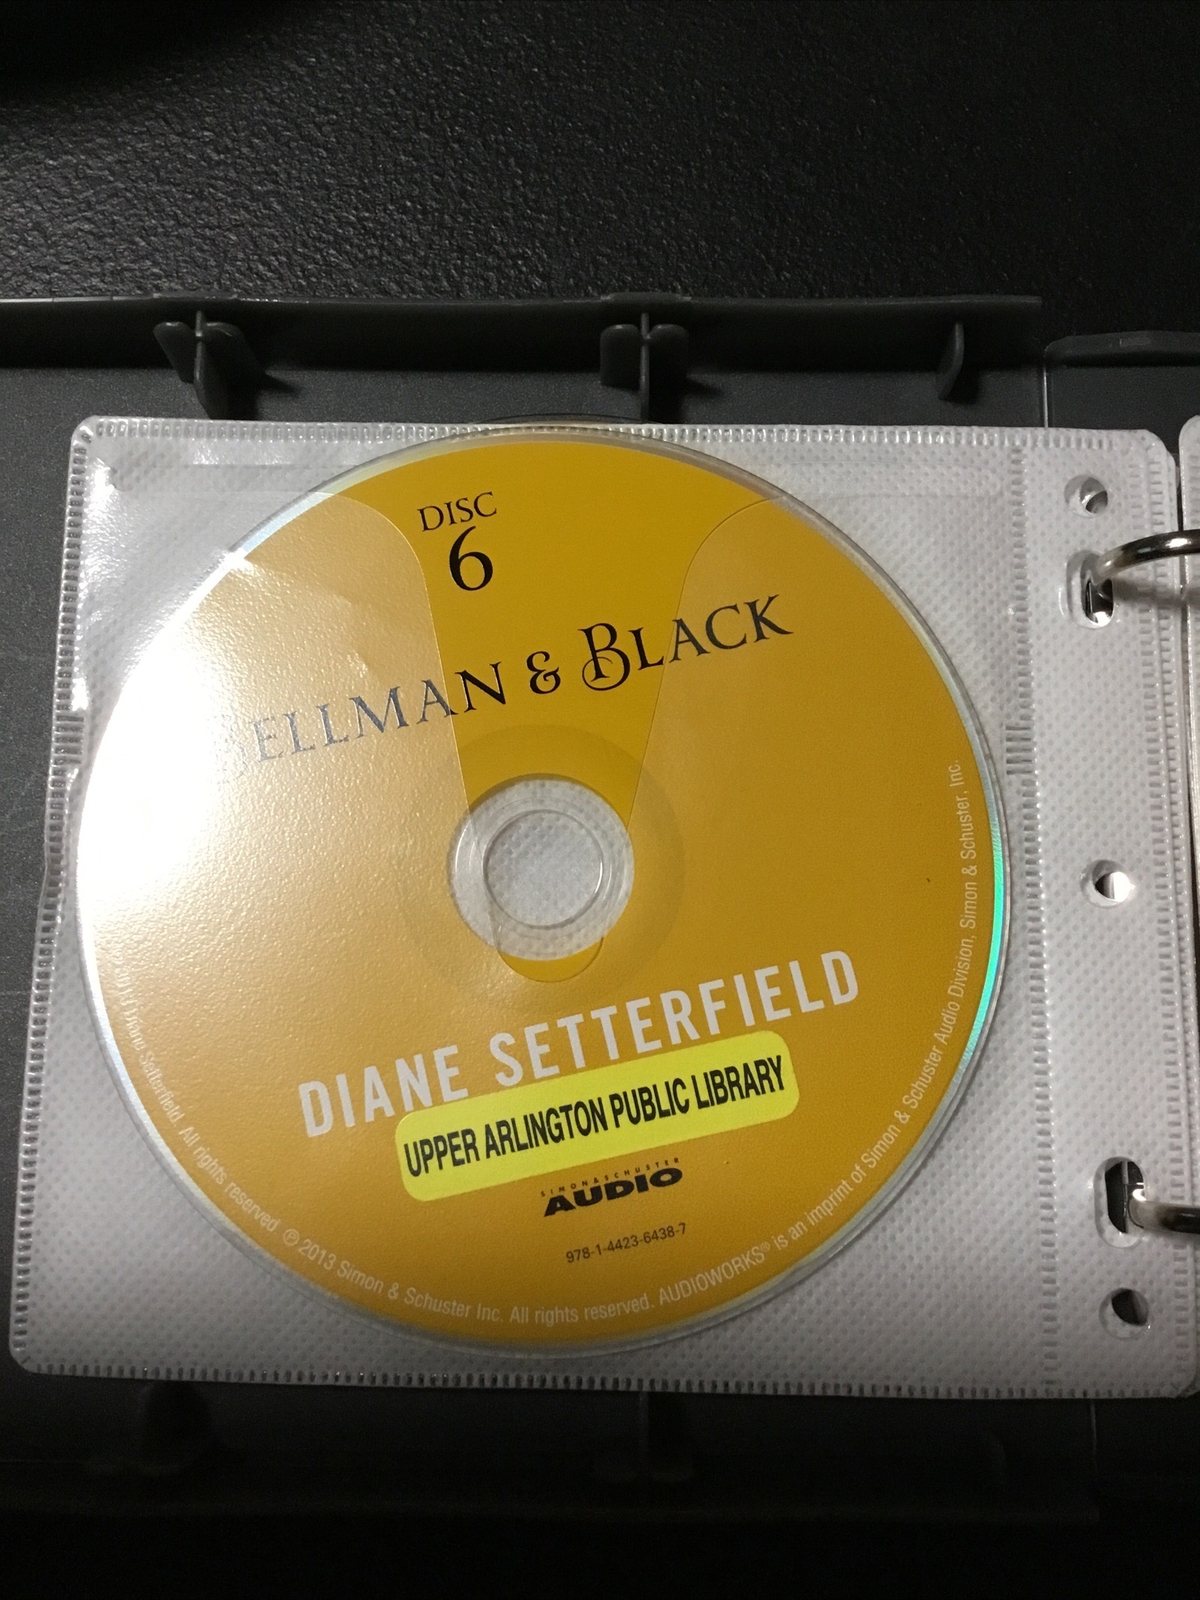 DISC
6
BELLMAN & BLACK
DIANE SETTERFIELD
UPPER ARLINGTON PUBLIC LIBRARY
SIMON & SCHUSTER
AUDIO
978-1-4423-6438-7
Setterfield. All rights reserved. ℗ 2013 Simon & Schuster Inc. All rights reserved. AUDIOWORKS® is an imprint of Simon & Schuster Audio Division, Simon & Schuster, Inc.